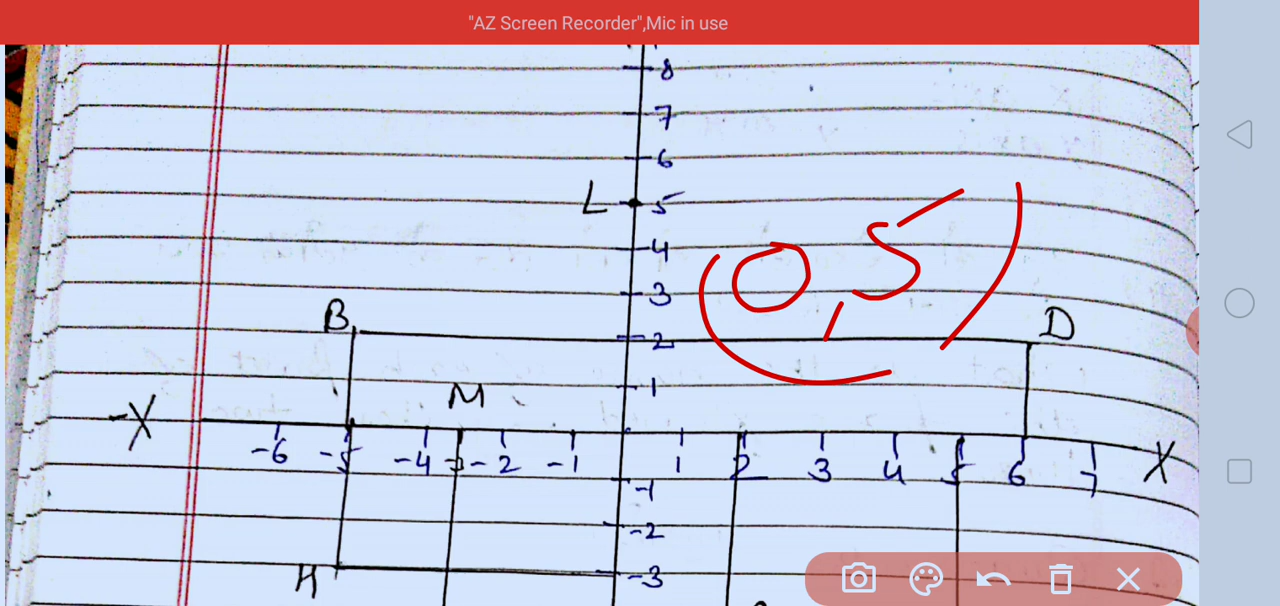 "AZ Screen Recorder",Mic in use
8
7
6
L 5
4
(0,5)
3
B D
2
M
1
-X X
-6 -5 -4 -3 -2 -1 1 2 3 4 5 6 7
-1
-2
H -3